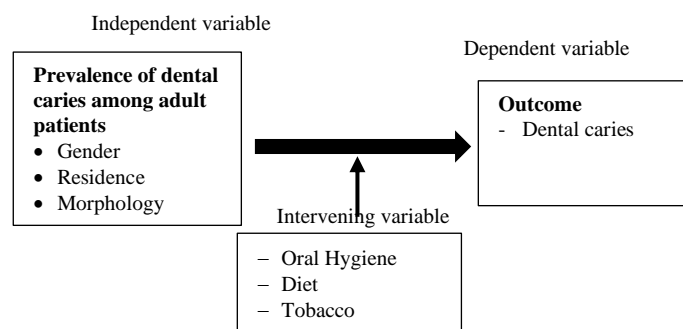 Independent variable
Dependent variable
Prevalence of dental
caries among adult
patients
• Gender
• Residence
• Morphology
Outcome
- Dental caries
Intervening variable
– Oral Hygiene
– Diet
– Tobacco